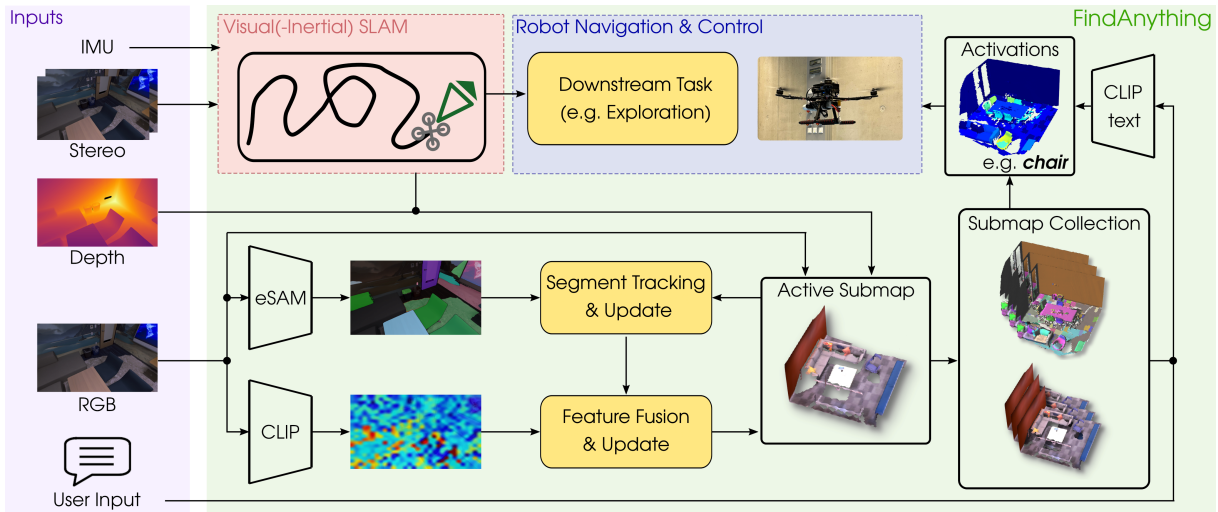 Inputs
Visual(-Inertial) SLAM
Robot Navigation & Control
FindAnything
IMU
Stereo
Depth
RGB
User Input
Downstream Task
(e.g. Exploration)
Activations
e.g. chair
CLIP
text
eSAM
CLIP
Segment Tracking
& Update
Feature Fusion
& Update
Active Submap
Submap Collection